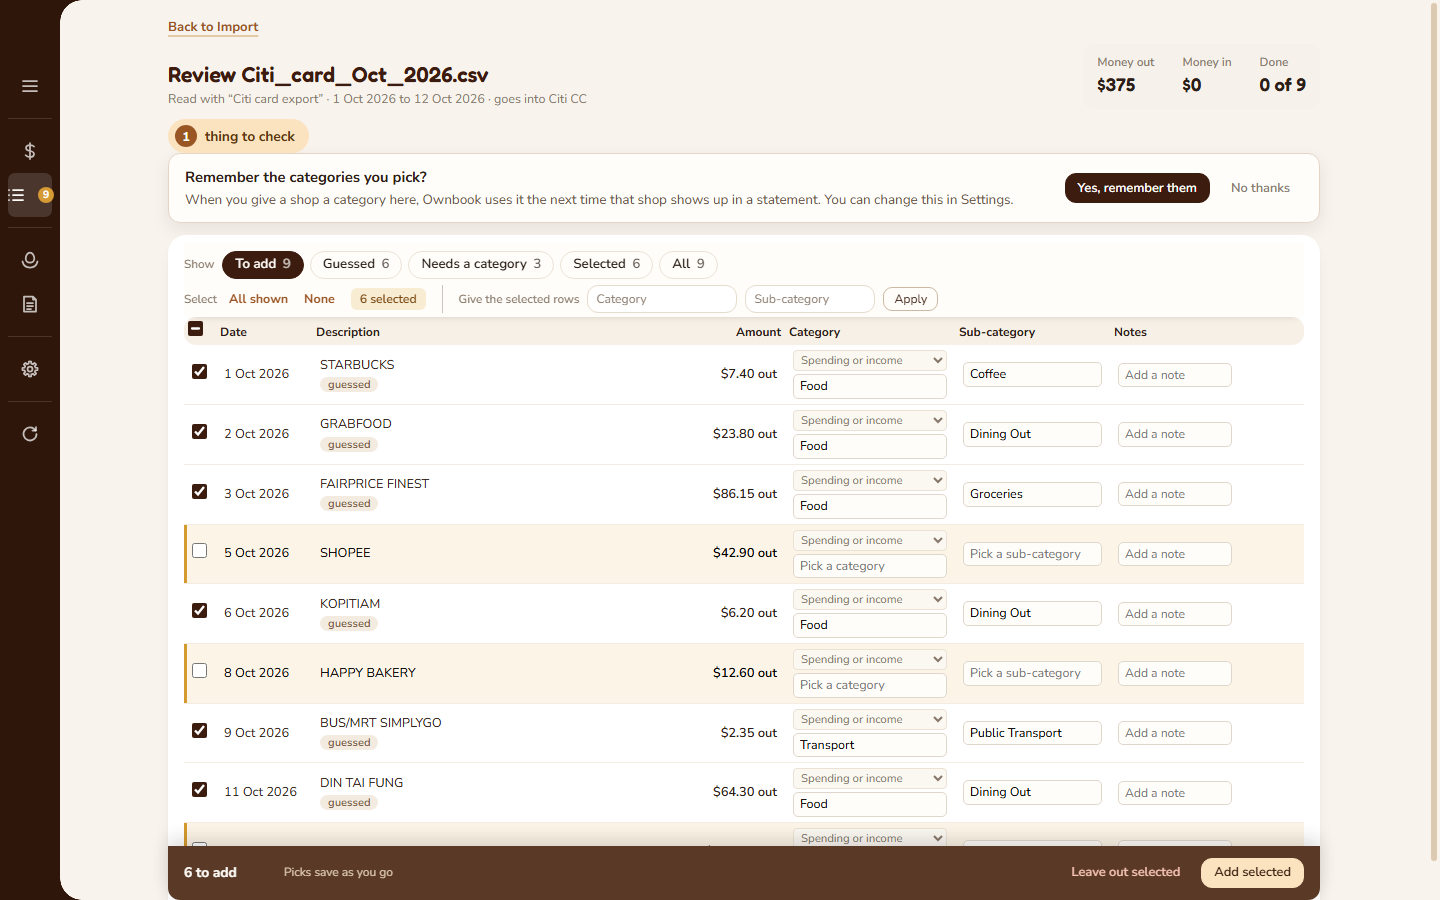 Back to Import
Review Citi_card_Oct_2026.csv
Read with “Citi card export” · 1 Oct 2026 to 12 Oct 2026 · goes into Citi CC
Money out Money in Done
$375 $0 0 of 9
1 thing to check
9
Remember the categories you pick?
When you give a shop a category here, Ownbook uses it the next time that shop shows up in a statement. You can change this in Settings.
Yes, remember them No thanks
Show To add 9 Guessed 6 Needs a category 3 Selected 6 All 9
Select All shown None 6 selected Give the selected rows Category Sub-category Apply
Date Description Amount Category Sub-category Notes
1 Oct 2026 STARBUCKS guessed $7.40 out Spending or income Food Coffee Add a note
2 Oct 2026 GRABFOOD guessed $23.80 out Spending or income Food Dining Out Add a note
3 Oct 2026 FAIRPRICE FINEST guessed $86.15 out Spending or income Food Groceries Add a note
5 Oct 2026 SHOPEE $42.90 out Spending or income Pick a category Pick a sub-category Add a note
6 Oct 2026 KOPITIAM guessed $6.20 out Spending or income Food Dining Out Add a note
8 Oct 2026 HAPPY BAKERY $12.60 out Spending or income Pick a category Pick a sub-category Add a note
9 Oct 2026 BUS/MRT SIMPLYGO guessed $2.35 out Spending or income Transport Public Transport Add a note
11 Oct 2026 DIN TAI FUNG guessed $64.30 out Spending or income Food Dining Out Add a note
Spending or income
6 to add Picks save as you go Leave out selected Add selected